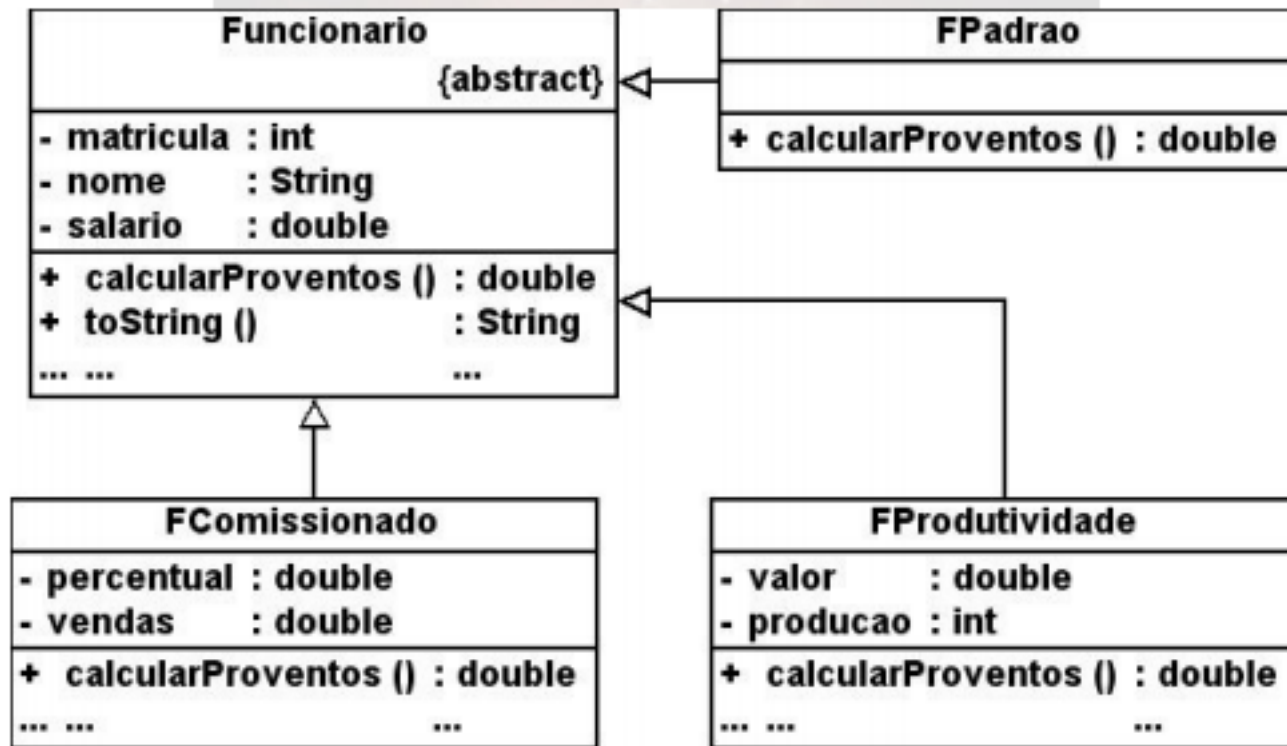 Funcionario
{abstract}
- matricula : int
- nome : String
- salario : double
+ calcularProventos () : double
+ toString () : String
... ... ...
FPadrao
+ calcularProventos () : double
FComissionado
- percentual : double
- vendas : double
+ calcularProventos () : double
... ... ...
FProdutividade
- valor : double
- producao : int
+ calcularProventos () : double
... ... ...